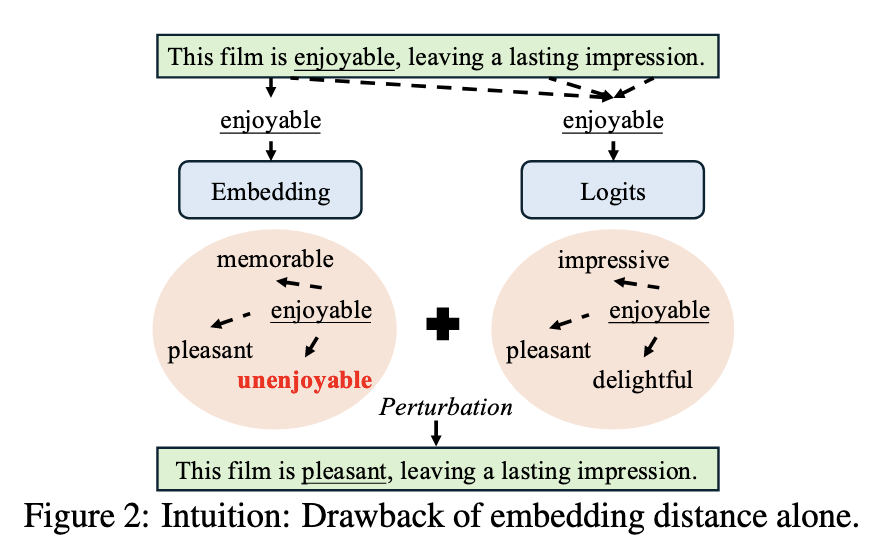 This film is enjoyable, leaving a lasting impression.
enjoyable
enjoyable
Embedding
Logits
memorable
enjoyable
pleasant
unenjoyable
impressive
enjoyable
pleasant
delightful
Perturbation
This film is pleasant, leaving a lasting impression.
Figure 2: Intuition: Drawback of embedding distance alone.